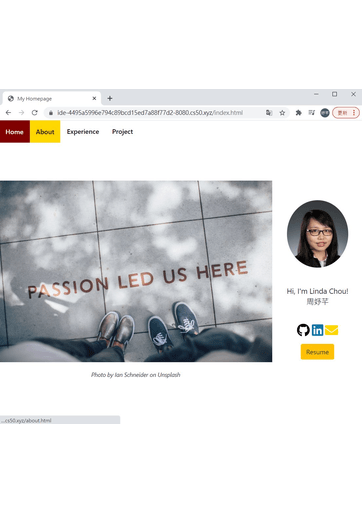 My Homepage
ide-4495a5996e794c89bcd15ed7a88f77d2-8080.cs50.xyz/index.html
更新
Home
About
Experience
Project
PASSION LED US HERE
Hi, I'm Linda Chou!
周妤芊
in
Resume
Photo by Ian Schneider on Unsplash
...cs50.xyz/about.html